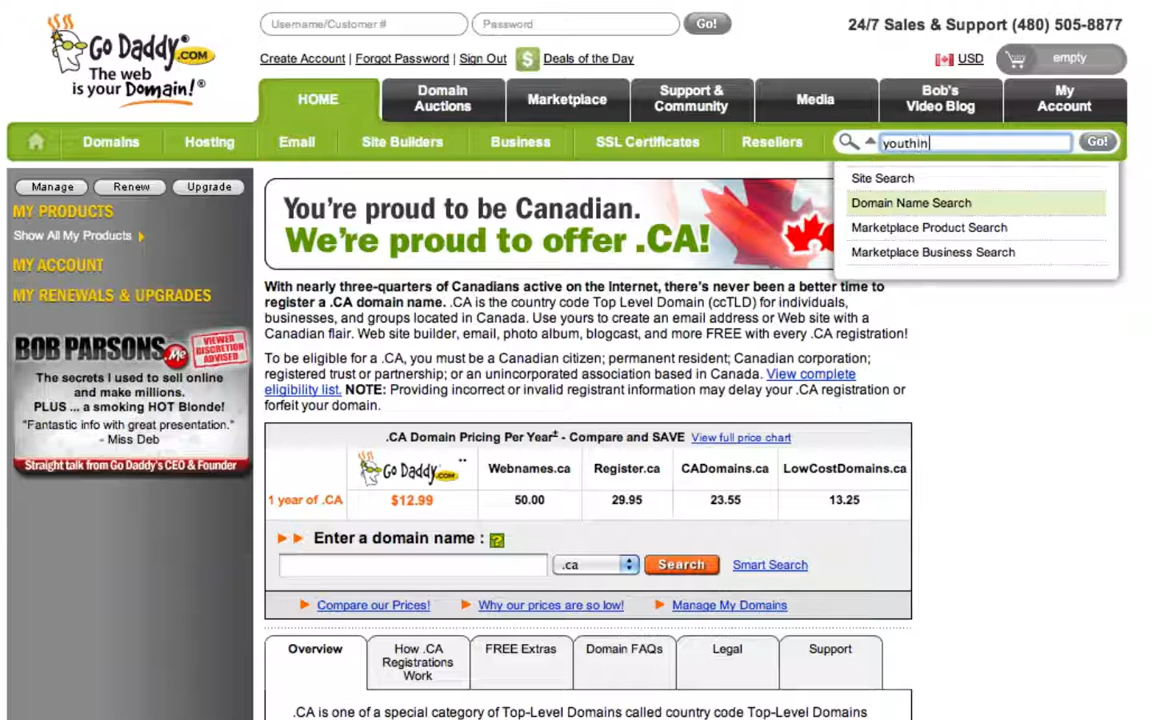 Go Daddy.COM
The web
is your Domain!®
Username/Customer #
Password
Go!
24/7 Sales & Support (480) 505-8877
Create Account | Forgot Password | Sign Out
$ Deals of the Day
USD
empty
HOME
Domain
Auctions
Marketplace
Support &
Community
Media
Bob's
Video Blog
My
Account
Domains
Hosting
Email
Site Builders
Business
SSL Certificates
Resellers
youthin
Go!
Site Search
Domain Name Search
Marketplace Product Search
Marketplace Business Search
Manage
Renew
Upgrade
MY PRODUCTS
Show All My Products
MY ACCOUNT
MY RENEWALS & UPGRADES
BOB PARSONS.Me
VIEWER
DISCRETION
ADVISED
The secrets I used to sell online
and make millions.
PLUS ... a smoking HOT Blonde!
"Fantastic info with great presentation."
- Miss Deb
Straight talk from Go Daddy's CEO & Founder
You're proud to be Canadian.
We're proud to offer .CA!
With nearly three-quarters of Canadians active on the Internet, there's never been a better time to
register a .CA domain name. .CA is the country code Top Level Domain (ccTLD) for individuals,
businesses, and groups located in Canada. Use yours to create an email address or Web site with a
Canadian flair. Web site builder, email, photo album, blogcast, and more FREE with every .CA registration!
To be eligible for a .CA, you must be a Canadian citizen; permanent resident; Canadian corporation;
registered trust or partnership; or an unincorporated association based in Canada. View complete
eligibility list. NOTE: Providing incorrect or invalid registrant information may delay your .CA registration or
forfeit your domain.
.CA Domain Pricing Per Year± - Compare and SAVE View full price chart
Go Daddy.COM ** Webnames.ca Register.ca CADomains.ca LowCostDomains.ca
1 year of .CA $12.99 50.00 29.95 23.55 13.25
Enter a domain name : ?
.ca
Search
Smart Search
Compare our Prices!
Why our prices are so low!
Manage My Domains
Overview
How .CA
Registrations
Work
FREE Extras
Domain FAQs
Legal
Support
.CA is one of a special category of Top-Level Domains called country code Top-Level Domains